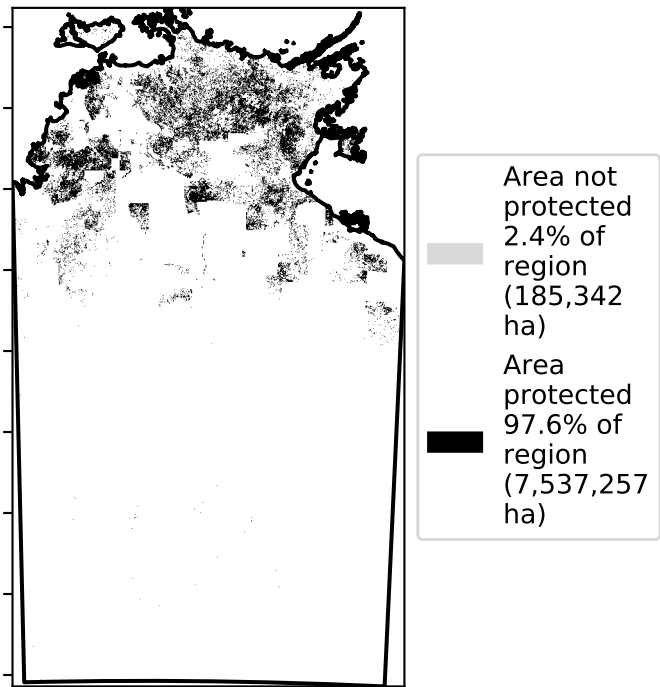 Area not
protected
2.4% of
region
(185,342
ha)
Area
protected
97.6% of
region
(7,537,257
ha)